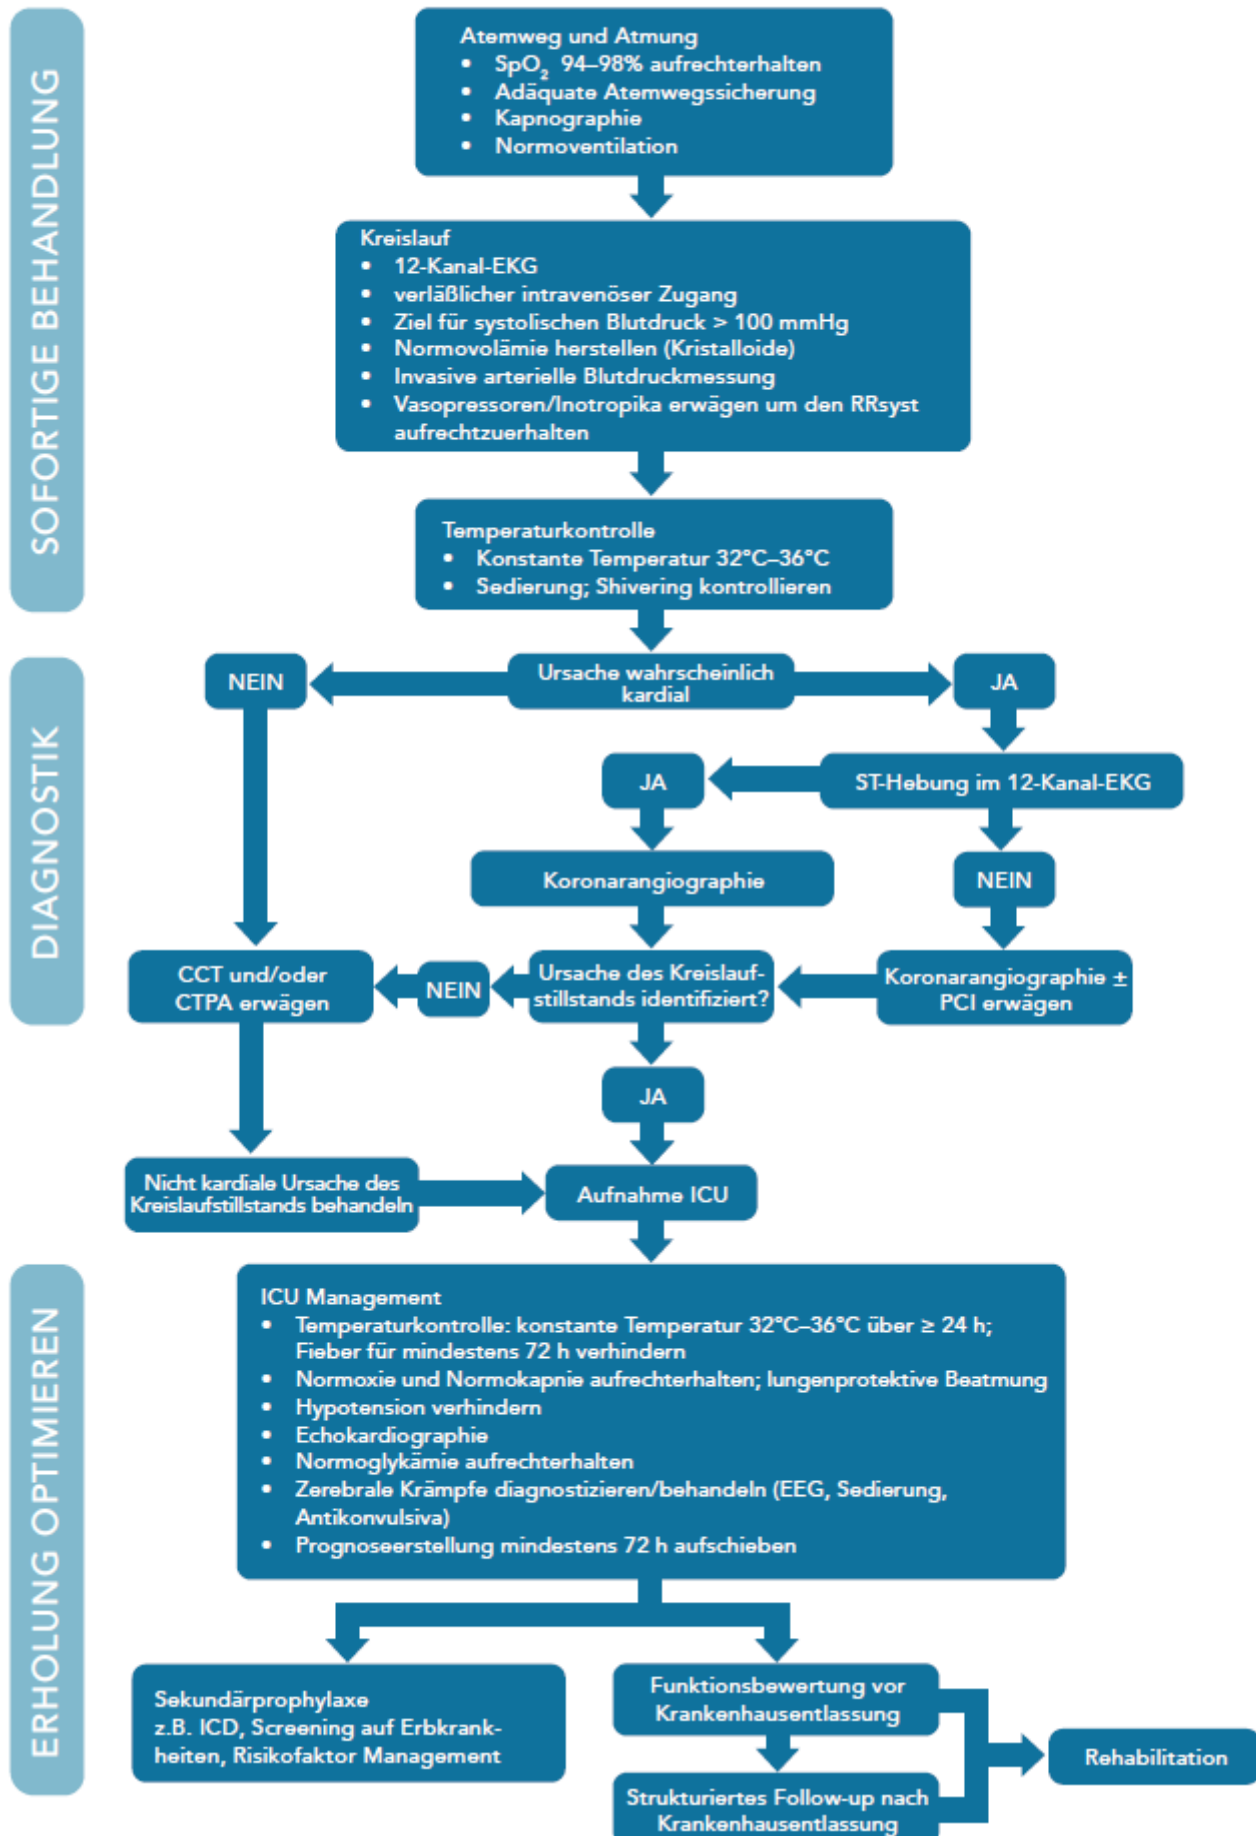 SOFORTIGE BEHANDLUNG
Atemweg und Atmung
• SpO₂ 94–98% aufrechterhalten
• Adäquate Atemwegssicherung
• Kapnographie
• Normoventilation
Kreislauf
• 12-Kanal-EKG
• verläßlicher intravenöser Zugang
• Ziel für systolischen Blutdruck > 100 mmHg
• Normovolämie herstellen (Kristalloide)
• Invasive arterielle Blutdruckmessung
• Vasopressoren/Inotropika erwägen um den RRsyst
aufrechtzuerhalten
Temperaturkontrolle
• Konstante Temperatur 32°C–36°C
• Sedierung; Shivering kontrollieren
DIAGNOSTIK
NEIN
Ursache wahrscheinlich
kardial
JA
JA
ST-Hebung im 12-Kanal-EKG
Koronarangiographie
NEIN
CCT und/oder
CTPA erwägen
NEIN
Ursache des Kreislauf-
stillstands identifiziert?
Koronarangiographie ±
PCI erwägen
JA
Nicht kardiale Ursache des
Kreislaufstillstands behandeln
Aufnahme ICU
ERHOLUNG OPTIMIEREN
ICU Management
• Temperaturkontrolle: konstante Temperatur 32°C–36°C über ≥ 24 h;
Fieber für mindestens 72 h verhindern
• Normoxie und Normokapnie aufrechterhalten; lungenprotektive Beatmung
• Hypotension verhindern
• Echokardiographie
• Normoglykämie aufrechterhalten
• Zerebrale Krämpfe diagnostizieren/behandeln (EEG, Sedierung,
Antikonvulsiva)
• Prognoseerstellung mindestens 72 h aufschieben
Sekundärprophylaxe
z.B. ICD, Screening auf Erbkrank-
heiten, Risikofaktor Management
Funktionsbewertung vor
Krankenhausentlassung
Rehabilitation
Strukturiertes Follow-up nach
Krankenhausentlassung